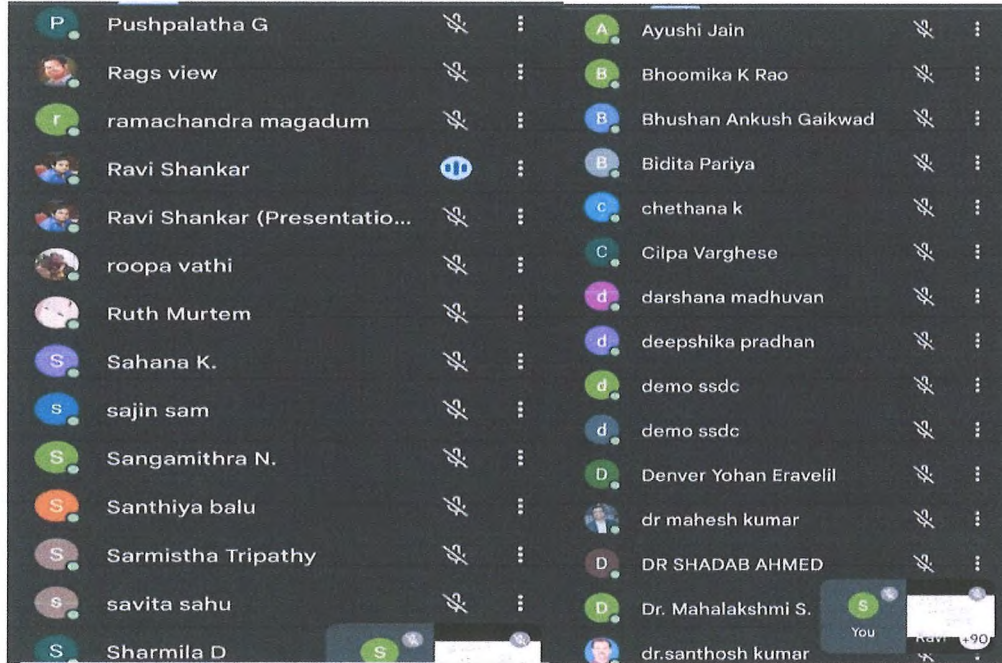 P Pushpalatha G
Rags view
r ramachandra magadum
Ravi Shankar
Ravi Shankar (Presentatio...
roopa vathi
Ruth Murtem
S Sahana K.
s sajin sam
S Sangamithra N.
S Santhiya balu
S Sarmistha Tripathy
s savita sahu
S Sharmila D
S
A Ayushi Jain
B Bhoomika K Rao
B Bhushan Ankush Gaikwad
B Bidita Pariya
c chethana k
C Cilpa Varghese
d darshana madhuvan
d deepshika pradhan
d demo ssdc
d demo ssdc
D Denver Yohan Eravelil
dr mahesh kumar
D DR SHADAB AHMED
D Dr. Mahalakshmi S.
dr.santhosh kumar
S
You
Ravi +90